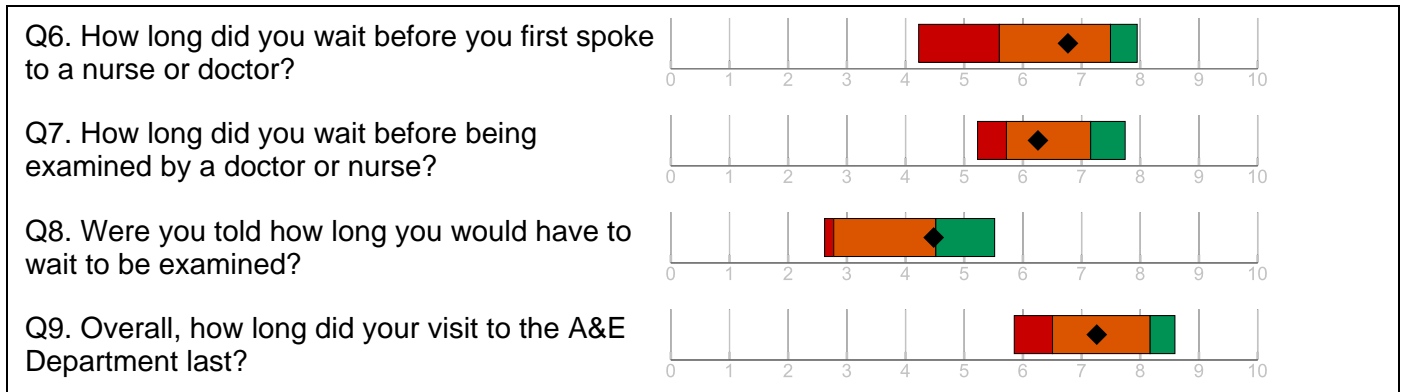 Q6. How long did you wait before you first spoke
to a nurse or doctor?
0 1 2 3 4 5 6 7 8 9 10
Q7. How long did you wait before being
examined by a doctor or nurse?
0 1 2 3 4 5 6 7 8 9 10
Q8. Were you told how long you would have to
wait to be examined?
0 1 2 3 4 5 6 7 8 9 10
Q9. Overall, how long did your visit to the A&E
Department last?
0 1 2 3 4 5 6 7 8 9 10